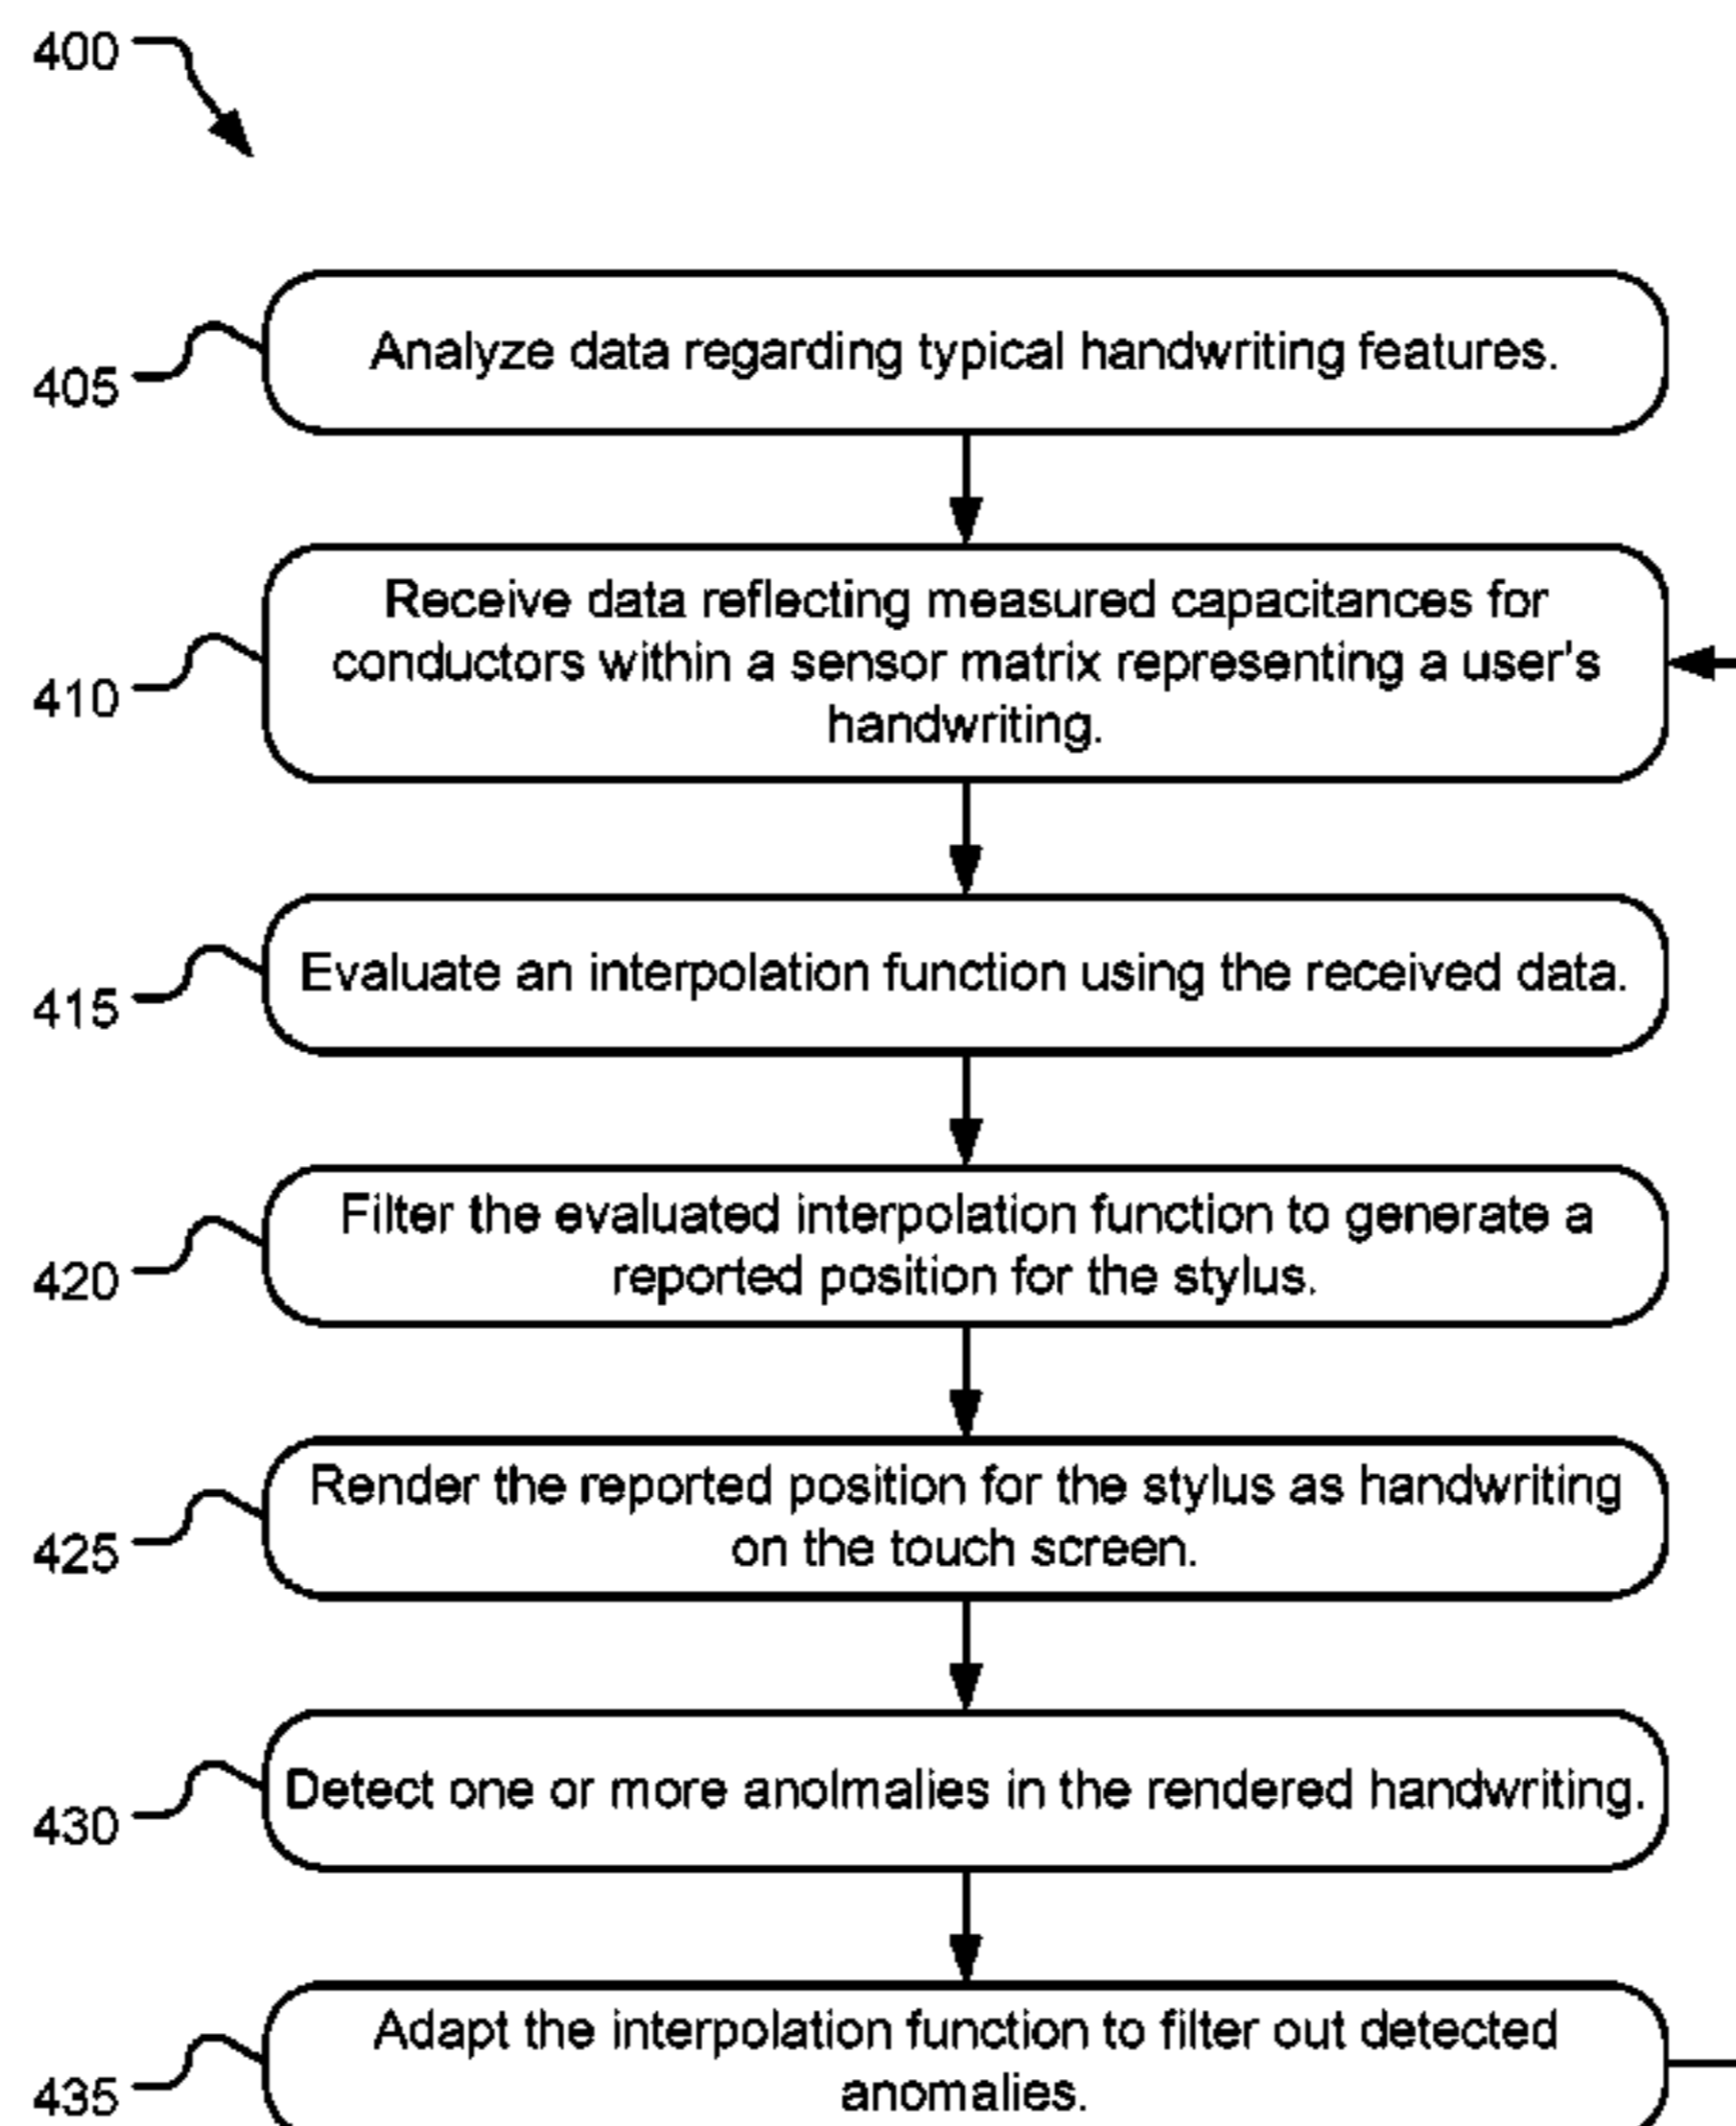 400
405
Analyze data regarding typical handwriting features.
410
Receive data reflecting measured capacitances for
conductors within a sensor matrix representing a user's
handwriting.
415
Evaluate an interpolation function using the received data.
420
Filter the evaluated interpolation function to generate a
reported position for the stylus.
425
Render the reported position for the stylus as handwriting
on the touch screen.
430
Detect one or more anolmalies in the rendered handwriting.
435
Adapt the interpolation function to filter out detected
anomalies.